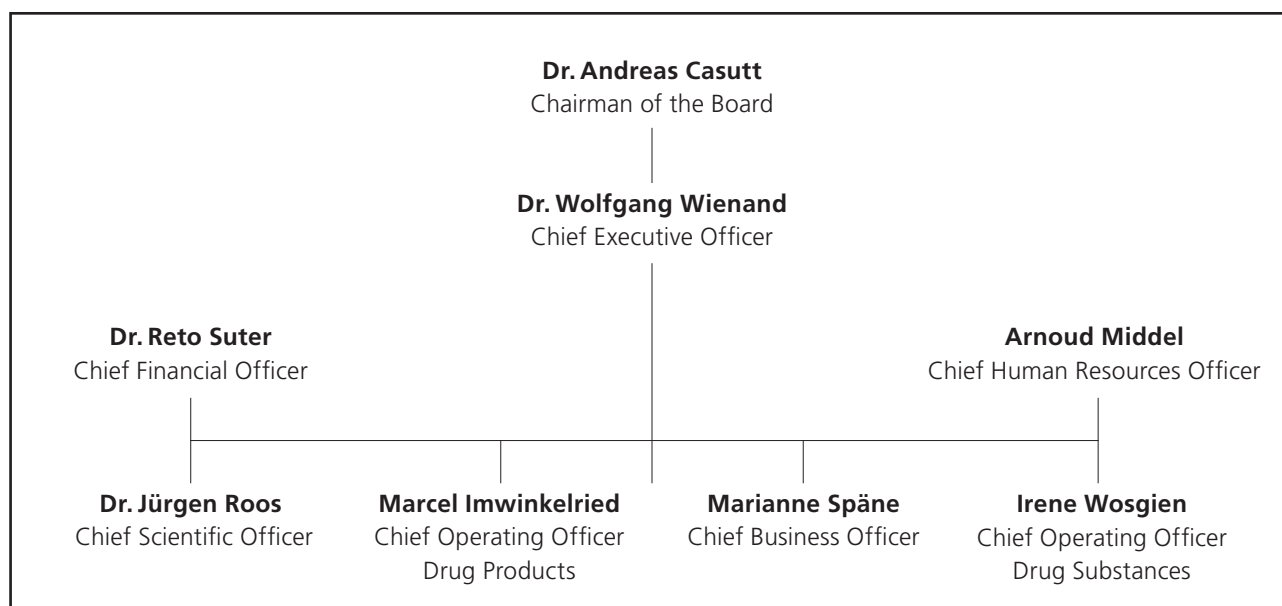 Dr. Andreas Casutt
Chairman of the Board
Dr. Wolfgang Wienand
Chief Executive Officer
Dr. Reto Suter
Chief Financial Officer
Arnoud Middel
Chief Human Resources Officer
Dr. Jürgen Roos
Chief Scientific Officer
Marcel Imwinkelried
Chief Operating Officer
Drug Products
Marianne Späne
Chief Business Officer
Irene Wosgien
Chief Operating Officer
Drug Substances